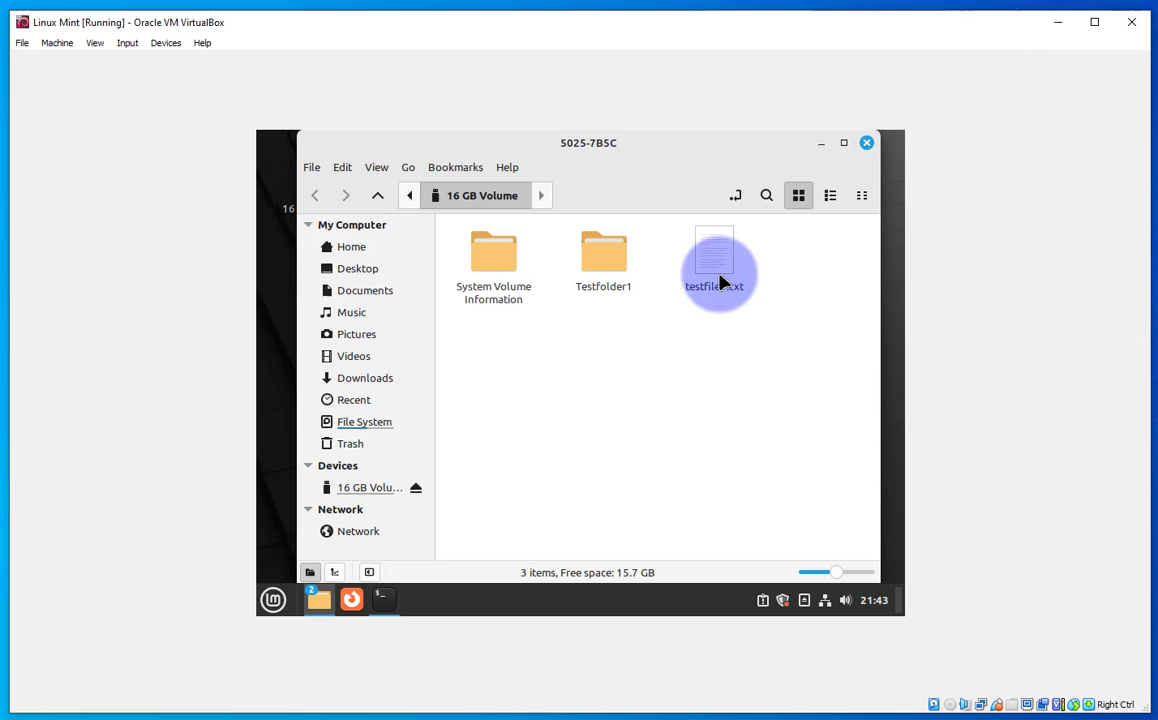 Linux Mint [Running] - Oracle VM VirtualBox
File Machine View Input Devices Help
5025-7B5C
File Edit View Go Bookmarks Help
16 GB Volume
16
My Computer
Home
Desktop
Documents
Music
Pictures
Videos
Downloads
Recent
File System
Trash
Devices
16 GB Volu...
Network
Network
System Volume
Information
Testfolder1
3 items, Free space: 15.7 GB
21:43
Right Ctrl